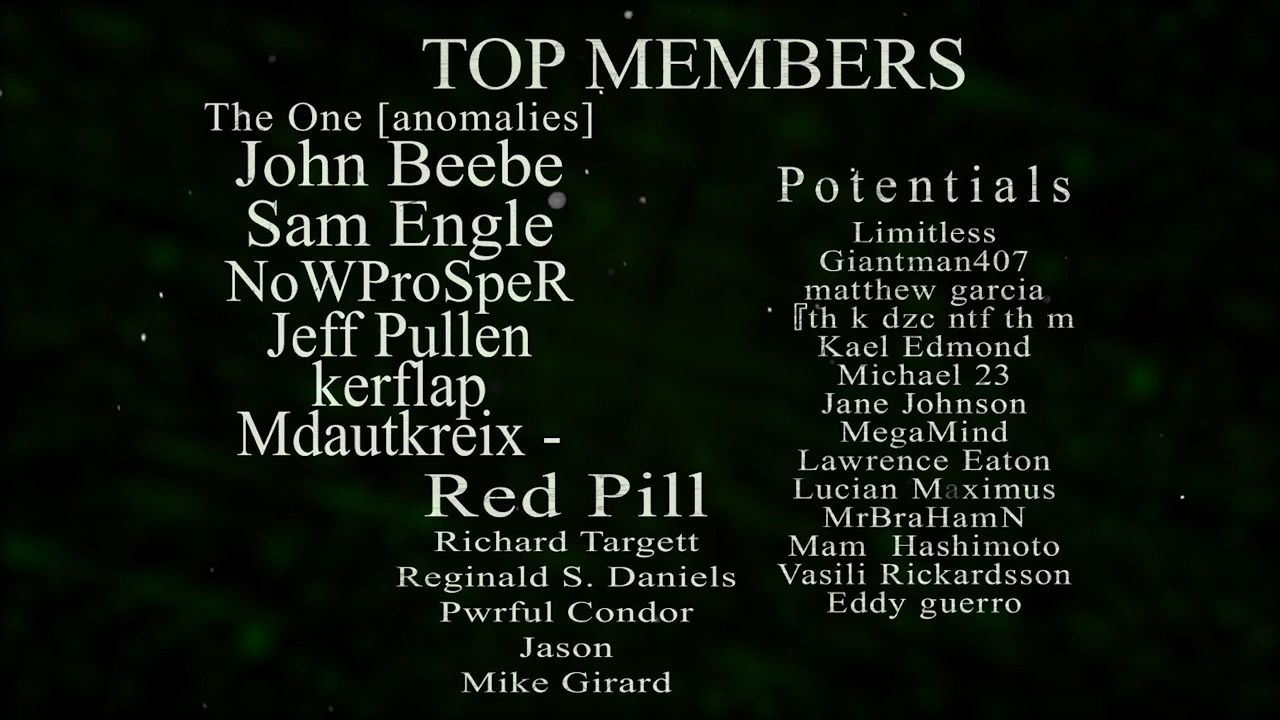 TOP MEMBERS
The One [anomalies]
John Beebe
Sam Engle
NoWProSpeR
Jeff Pullen
kerflap
Mdautkreix -
Red Pill
Richard Targett
Reginald S. Daniels
Pwrful Condor
Jason
Mike Girard
Potentials
Limitless
Giantman407
matthew garcia
『th k dzc ntf th m
Kael Edmond
Michael 23
Jane Johnson
MegaMind
Lawrence Eaton
Lucian Maximus
MrBraHamN
Mam Hashimoto
Vasili Rickardsson
Eddy guerro